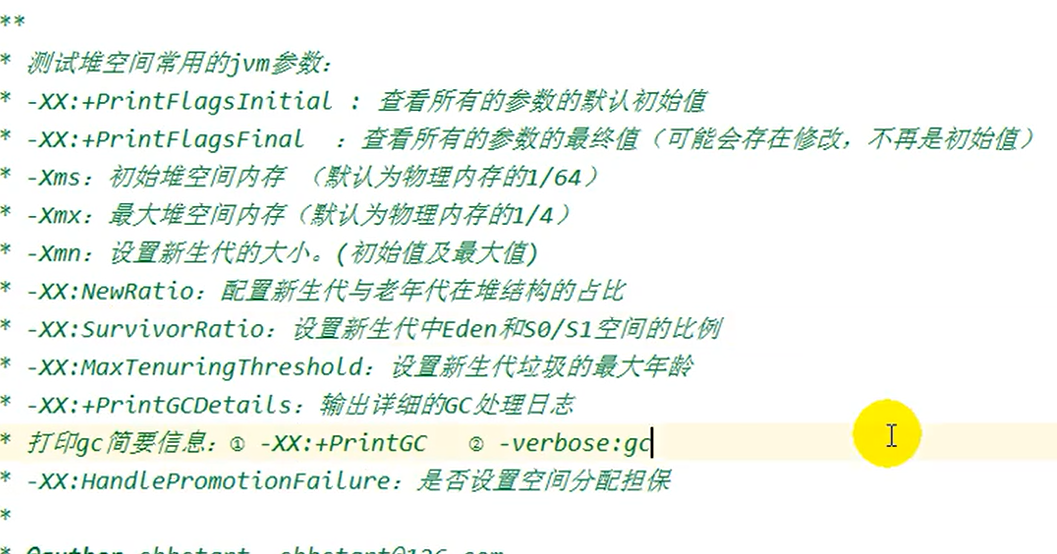 **
* 测试堆空间常用的jvm参数：
* -XX:+PrintFlagsInitial : 查看所有的参数的默认初始值
* -XX:+PrintFlagsFinal  ：查看所有的参数的最终值（可能会存在修改，不再是初始值）
* -Xms：初始堆空间内存 （默认为物理内存的1/64）
* -Xmx：最大堆空间内存（默认为物理内存的1/4）
* -Xmn：设置新生代的大小。(初始值及最大值)
* -XX:NewRatio：配置新生代与老年代在堆结构的占比
* -XX:SurvivorRatio：设置新生代中Eden和S0/S1空间的比例
* -XX:MaxTenuringThreshold：设置新生代垃圾的最大年龄
* -XX:+PrintGCDetails：输出详细的GC处理日志
* 打印gc简要信息：① -XX:+PrintGC   ② -verbose:gc
* -XX:HandlePromotionFailure：是否设置空间分配担保
*